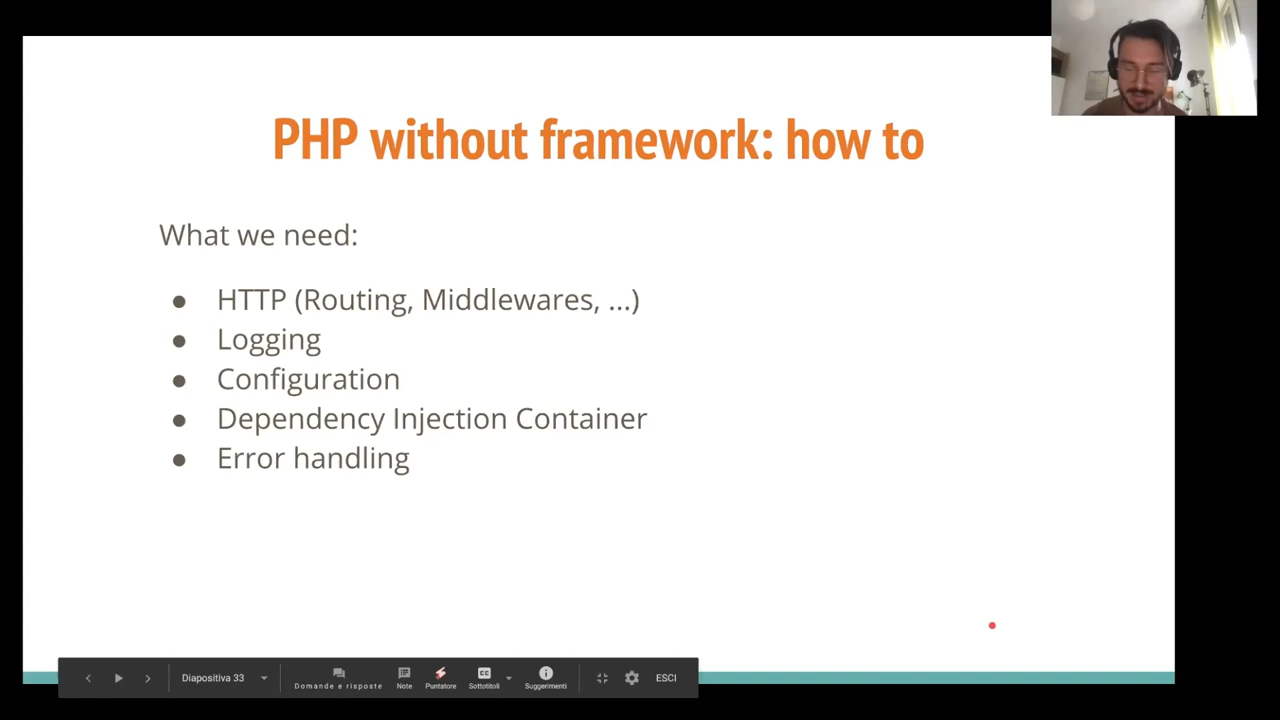 PHP without framework: how to
What we need:
● HTTP (Routing, Middlewares, ...)
● Logging
● Configuration
● Dependency Injection Container
● Error handling
Diapositiva 33
Domande e risposte
Note
Puntatore
CC
Sottotitoli
Suggerimenti
ESCI